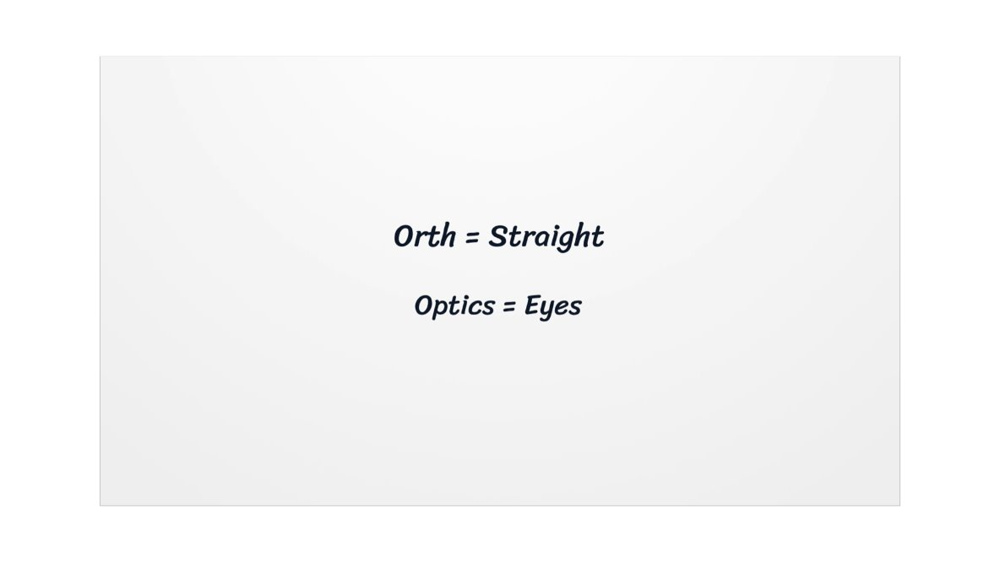 Orth = Straight
Optics = Eyes